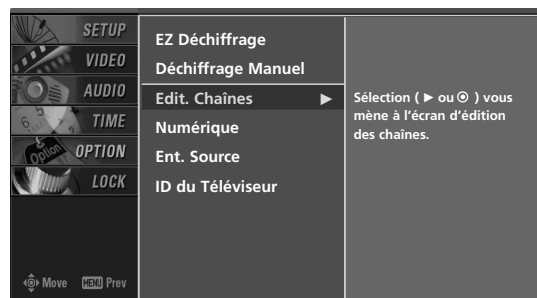 SETUP
VIDEO
AUDIO
TIME
OPTION
LOCK
Move MENU Prev
EZ Déchiffrage
Déchiffrage Manuel
Edit. Chaînes ►
Numérique
Ent. Source
ID du Téléviseur
Sélection ( ► ou ⊙ ) vous
mène à l'écran d'édition
des chaînes.